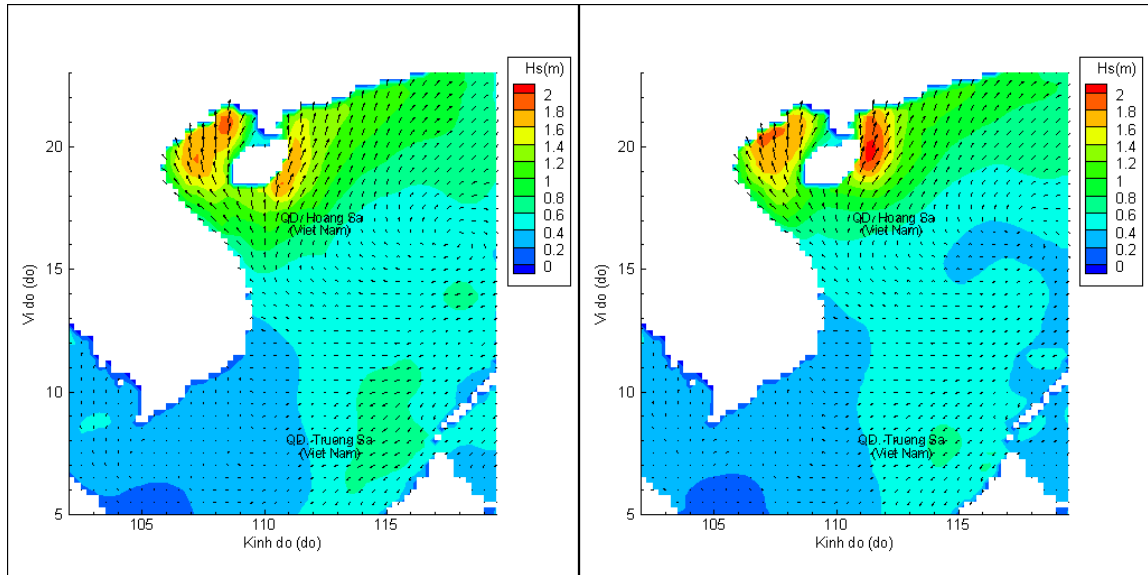 Hs(m)
2
1.8
1.6
1.4
1.2
1
0.8
0.6
0.4
0.2
0
20
15
10
5
Vi do (do)
QD. Hoang Sa
(Viet Nam)
QD. Truong Sa
(Viet Nam)
105
110
115
Kinh do (do)
Hs(m)
2
1.8
1.6
1.4
1.2
1
0.8
0.6
0.4
0.2
0
20
15
10
5
Vi do (do)
QD. Hoang Sa
(Viet Nam)
QD. Truong Sa
(Viet Nam)
105
110
115
Kinh do (do)